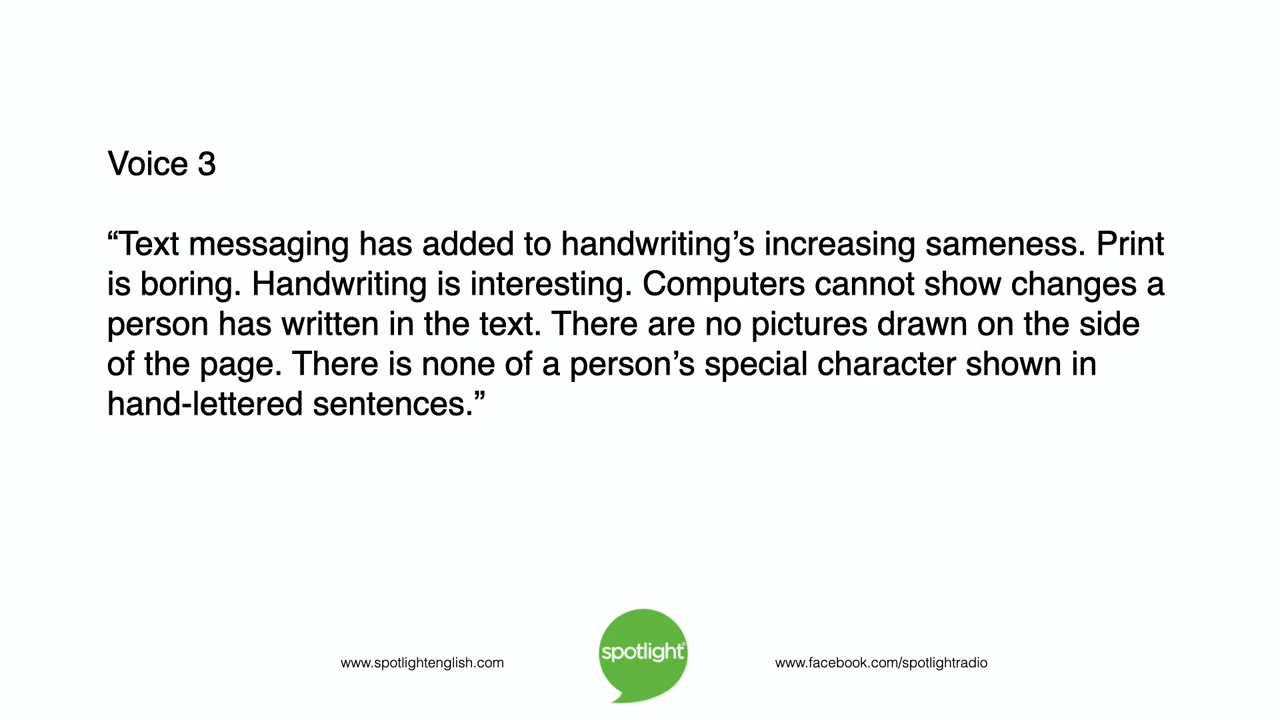 Voice 3
“Text messaging has added to handwriting’s increasing sameness. Print
is boring. Handwriting is interesting. Computers cannot show changes a
person has written in the text. There are no pictures drawn on the side
of the page. There is none of a person’s special character shown in
hand-lettered sentences.”
www.spotlightenglish.com
spotlight®
www.facebook.com/spotlightradio